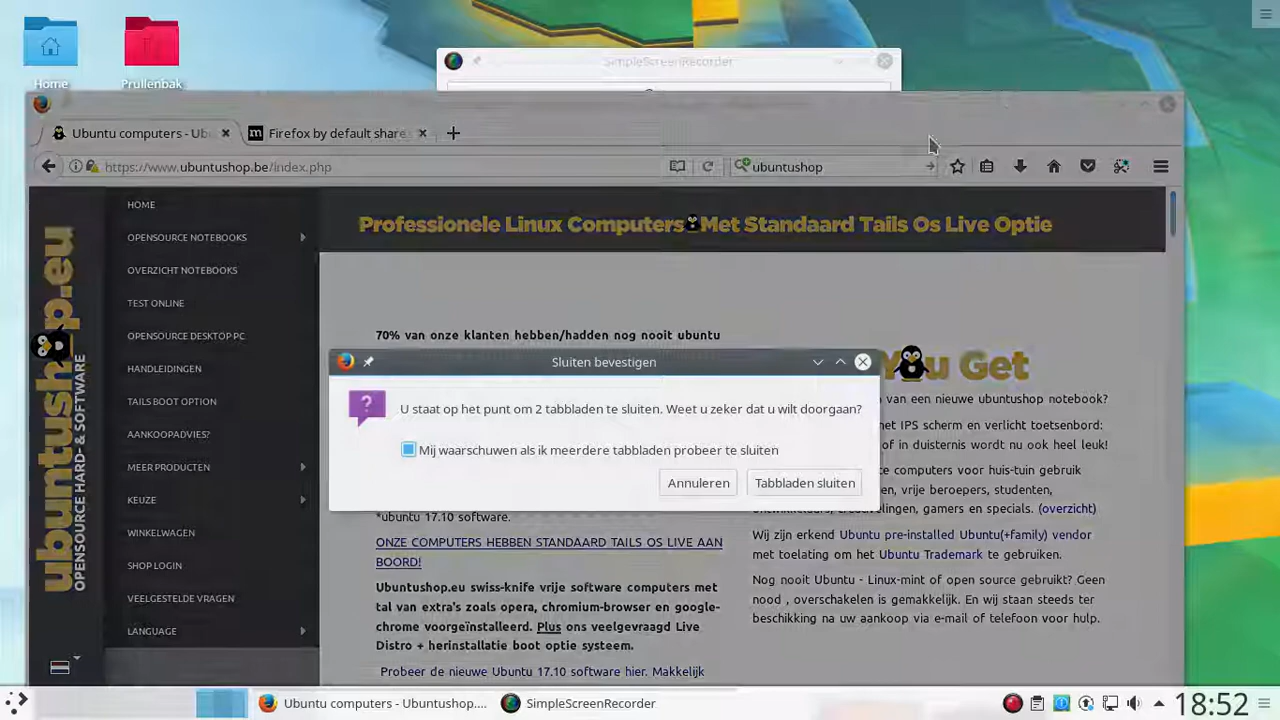 Home
Prullenbak
SimpleScreenRecorder
Ubuntu computers - Ub
Firefox by default share
https://www.ubuntushop.be/index.php
ubuntushop
ubuntushop.eu
OPENSOURCE HARD- & SOFTWARE
HOME
OPENSOURCE NOTEBOOKS
OVERZICHT NOTEBOOKS
TEST ONLINE
OPENSOURCE DESKTOP PC
HANDLEIDINGEN
TAILS BOOT OPTION
AANKOOPADVIES?
MEER PRODUCTEN
KEUZE
WINKELWAGEN
SHOP LOGIN
VEELGESTELDE VRAGEN
LANGUAGE
Professionele Linux Computers Met Standaard Tails Os Live Optie
70% van onze klanten hebben/hadden nog nooit ubuntu
Sluiten bevestigen
U staat op het punt om 2 tabbladen te sluiten. Weet u zeker dat u wilt doorgaan?
Mij waarschuwen als ik meerdere tabbladen probeer te sluiten
Annuleren
Tabbladen sluiten
*ubuntu 17.10 software.
ONZE COMPUTERS HEBBEN STANDAARD TAILS OS LIVE AAN
BOORD!
Ubuntushop.eu swiss-knife vrije software computers met
tal van extra's zoals opera, chromium-browser en google-
chrome voorgeïnstalleerd. Plus ons veelgevraagd Live
Distro + herinstallatie boot optie systeem.
Probeer de nieuwe Ubuntu 17.10 software hier. Makkelijk
You Get
van een nieuwe ubuntushop notebook?
met IPS scherm en verlicht toetsenbord:
of in duisternis wordt nu ook heel leuk!
te computers voor huis-tuin gebruik
en, vrije beroepers, studenten,
gamers en specials. (overzicht)
Wij zijn erkend Ubuntu pre-installed Ubuntu(+family) vendor
met toelating om het Ubuntu Trademark te gebruiken.
Nog nooit Ubuntu - Linux-mint of open source gebruikt? Geen
nood , overschakelen is gemakkelijk. En wij staan steeds ter
beschikking na uw aankoop via e-mail of telefoon voor hulp.
Ubuntu computers - Ubuntushop....
SimpleScreenRecorder
18:52